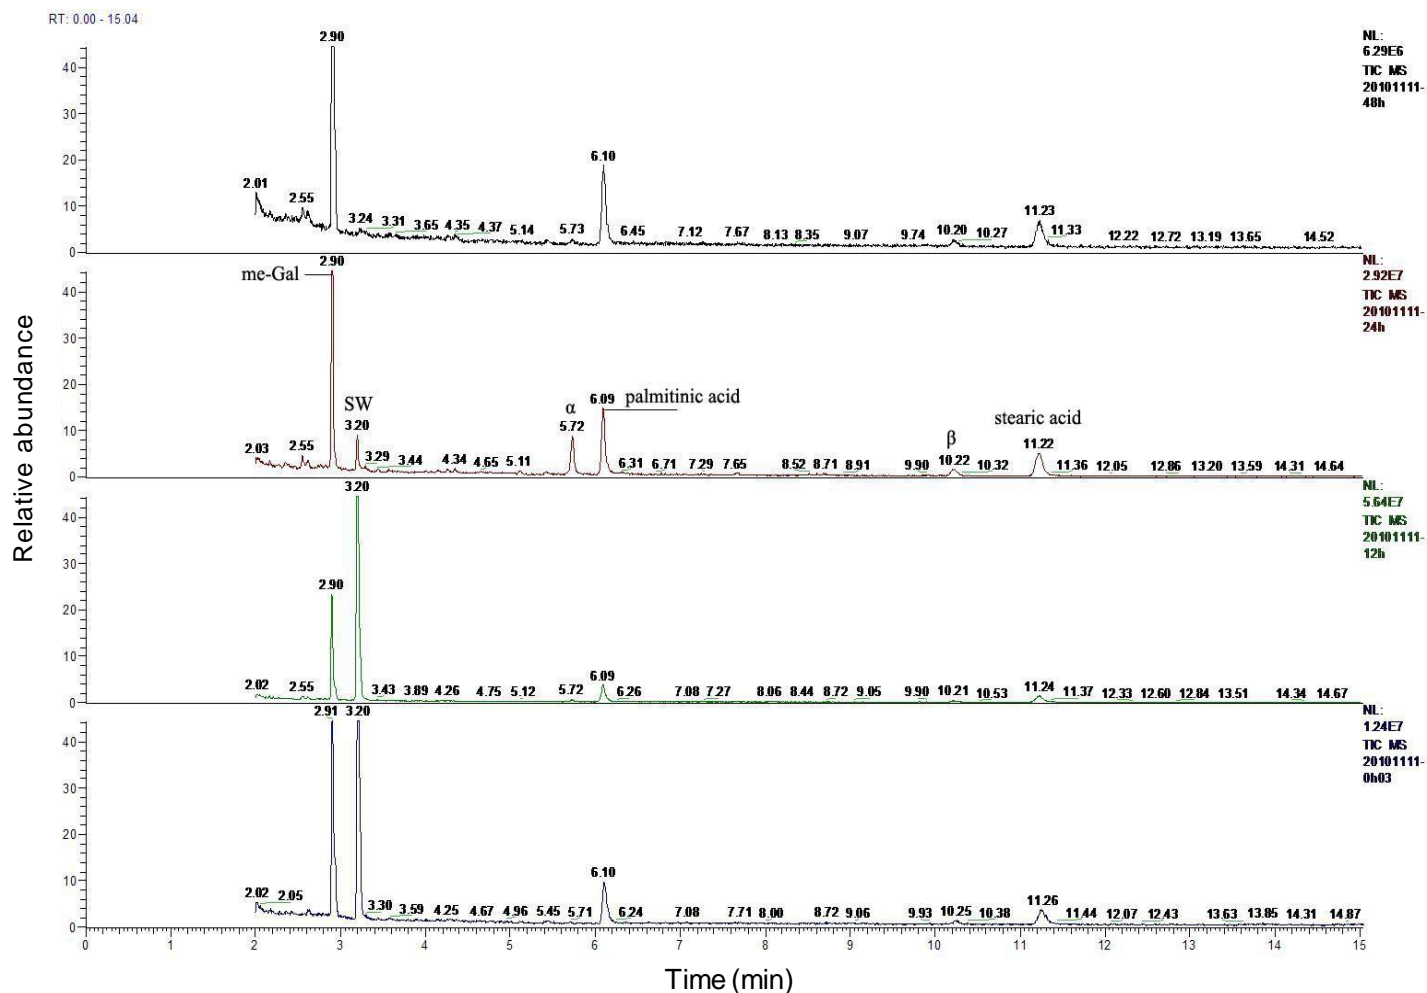 RT: 0.00 - 15.04
Relative abundance
2.90
NL:
6.29E6
TIC MS
20101111-
48h
40
30
20
10
0
2.01 2.55 3.24 3.31 3.65 4.35 4.37 5.14 5.73 6.10 6.45 7.12 7.67 8.13 8.35 9.07 9.74 10.20 10.27 11.23 11.33 12.22 12.72 13.19 13.65 14.52
2.90
NL:
2.92E7
TIC MS
20101111-
24h
me-Gal
SW
α
palmitinic acid
β
stearic acid
40
30
20
10
0
2.03 2.55 3.20 3.29 3.44 4.34 4.65 5.11 5.72 6.09 6.31 6.71 7.29 7.65 8.52 8.71 8.91 9.90 10.22 10.32 11.22 11.36 12.05 12.86 13.20 13.59 14.31 14.64
3.20
NL:
5.64E7
TIC MS
20101111-
12h
40
30
20
10
0
2.02 2.55 2.90 3.43 3.89 4.26 4.75 5.12 5.72 6.09 6.26 7.08 7.27 8.06 8.44 8.72 9.05 9.90 10.21 10.53 11.24 11.37 12.33 12.60 12.84 13.51 14.34 14.67
2.91 3.20
NL:
1.24E7
TIC MS
20101111-
0h03
40
30
20
10
0
2.02 2.05 3.30 3.59 4.25 4.67 4.96 5.45 5.71 6.10 6.24 7.08 7.71 8.00 8.72 9.06 9.93 10.25 10.38 11.26 11.44 12.07 12.43 13.63 13.85 14.31 14.87
0 1 2 3 4 5 6 7 8 9 10 11 12 13 14 15
Time (min)